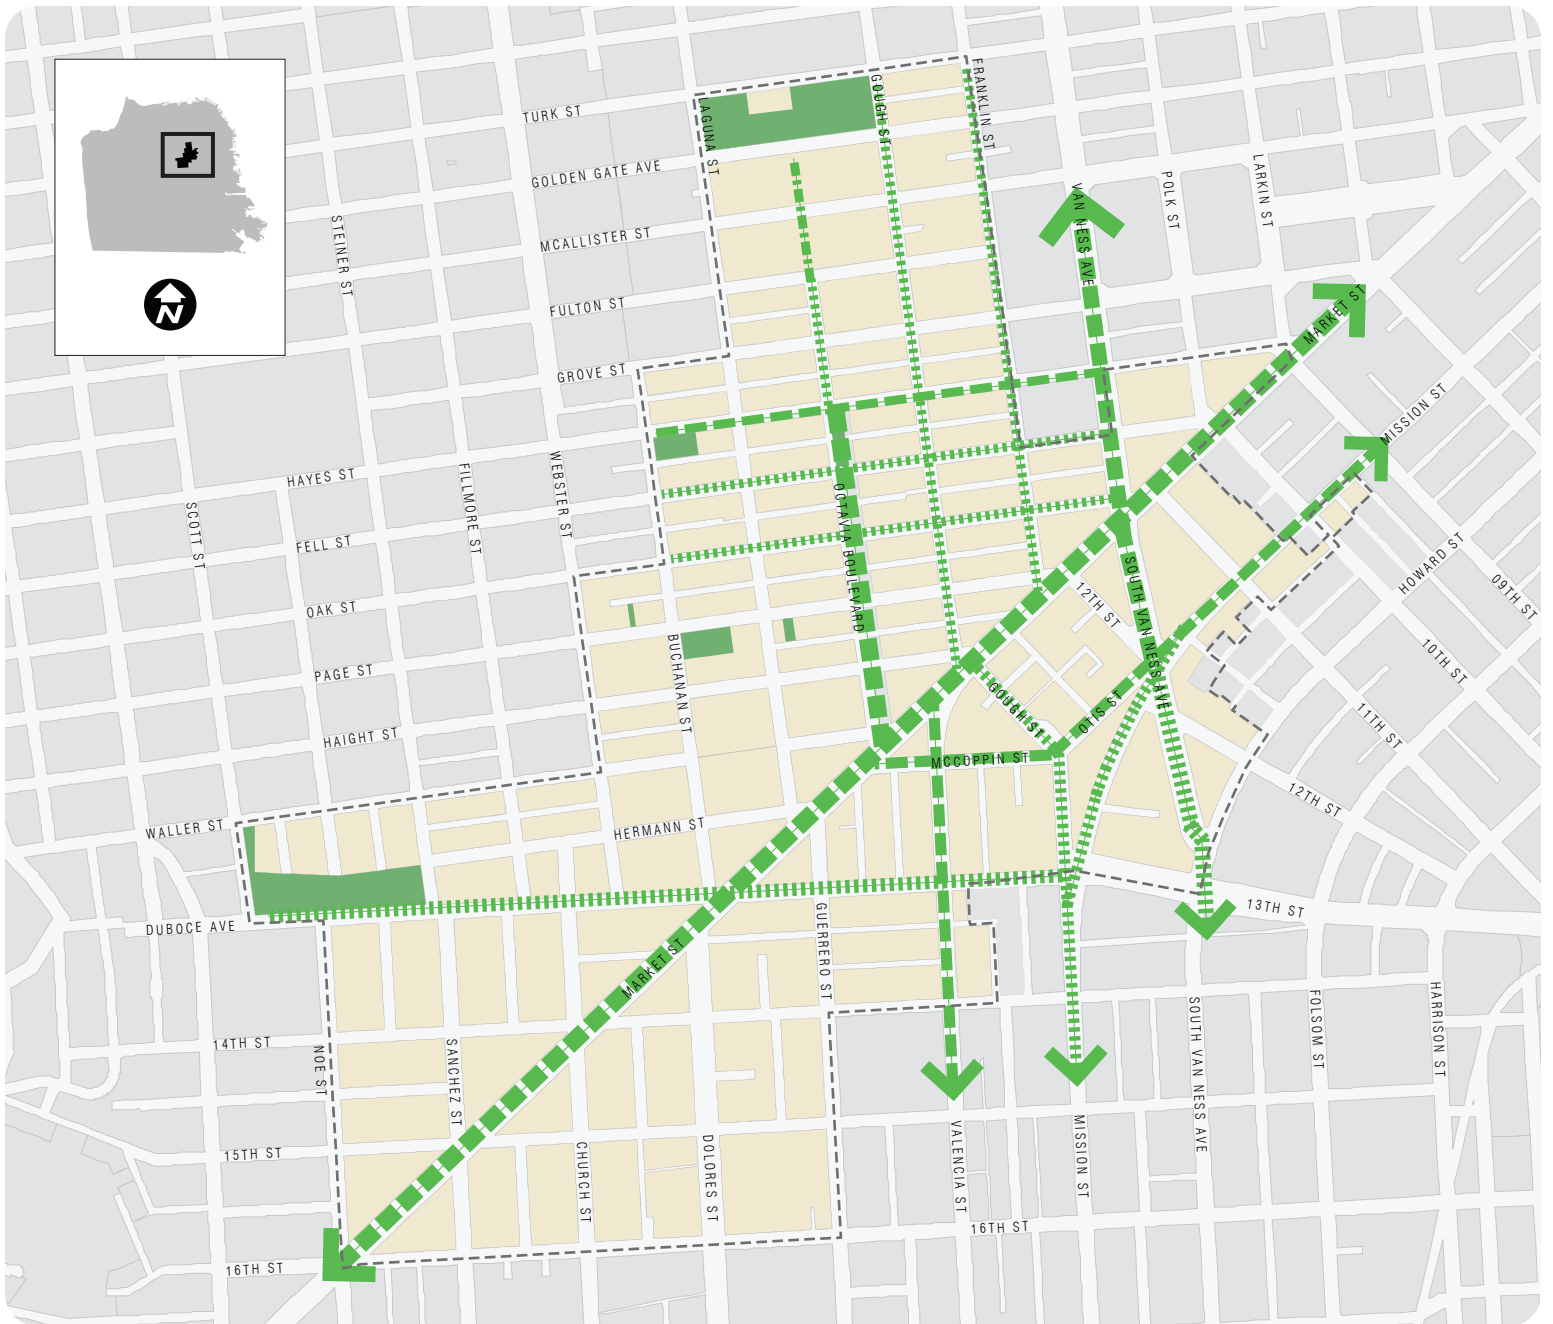 TURK ST
GOLDEN GATE AVE
MCALLISTER ST
FULTON ST
GROVE ST
HAYES ST
FELL ST
OAK ST
PAGE ST
HAIGHT ST
WALLER ST
HERMANN ST
DUBOCE AVE
14TH ST
15TH ST
16TH ST
16TH ST
N
STEINER ST
SCOTT ST
FILLMORE ST
WEBSTER ST
LAGUNA ST
GOUGH ST
FRANKLIN ST
VAN NESS AVE
POLK ST
LARKIN ST
MARKET ST
MISSION ST
HOWARD ST
09TH ST
10TH ST
11TH ST
12TH ST
12TH ST
13TH ST
OCTAVIA BOULEVARD
BUCHANAN ST
SOUTH VAN NESS AVE
GOUGH ST
OTIS ST
MCCOPPIN ST
MARKET ST
GUERRERO ST
NOE ST
SANCHEZ ST
CHURCH ST
DOLORES ST
VALENCIA ST
MISSION ST
SOUTH VAN NESS AVE
FOLSOM ST
HARRISON ST